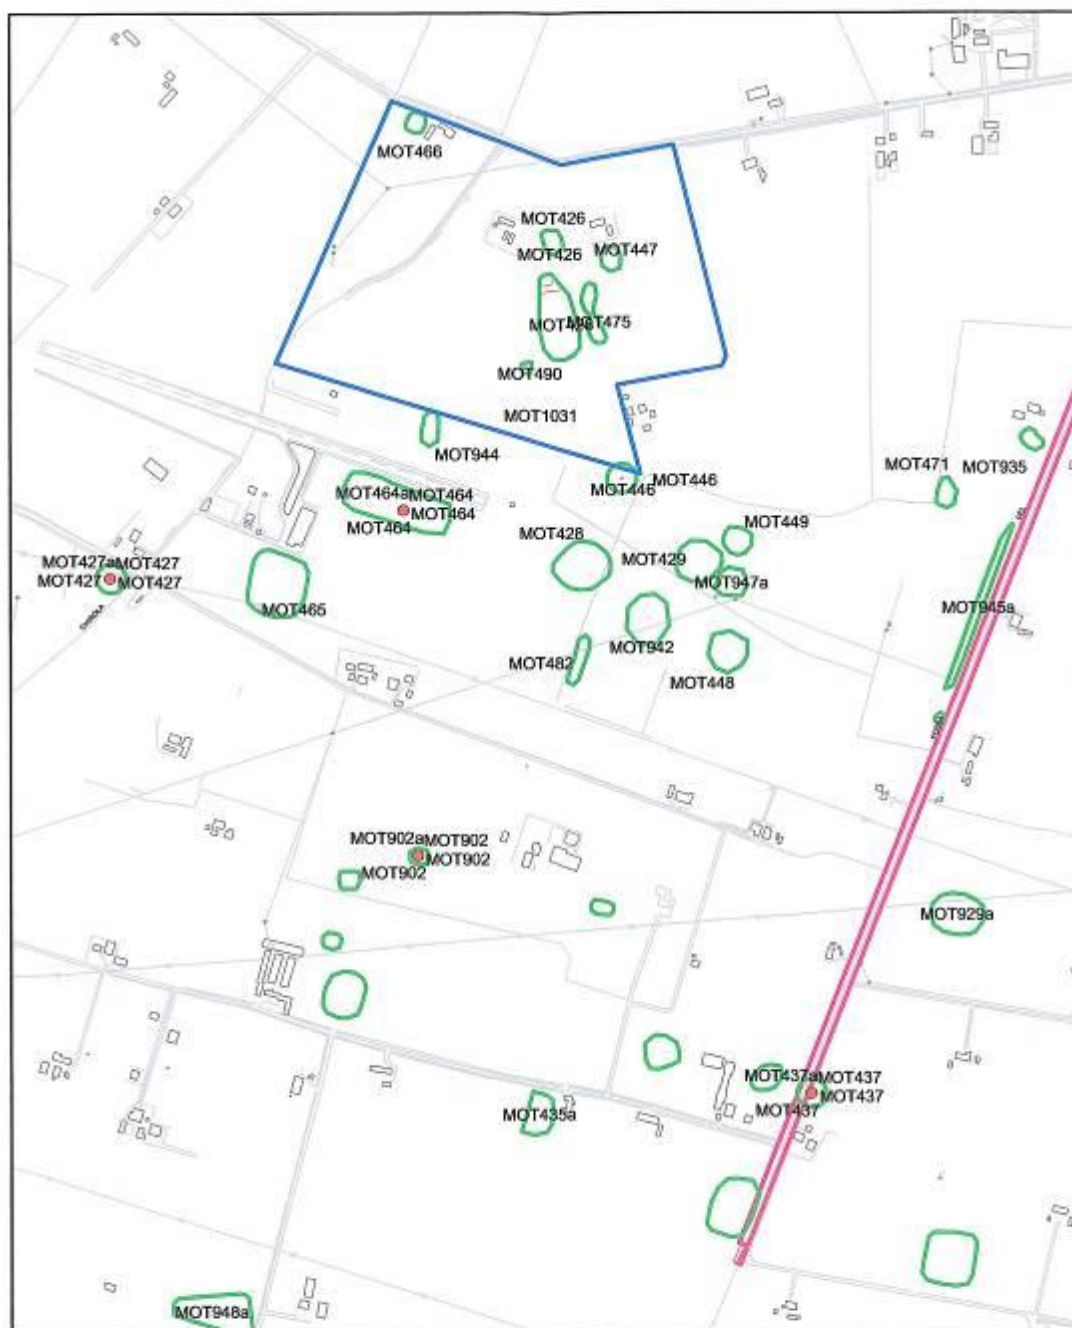 MOT466
MOT426
MOT426
MOT447
MOT475
MOT490
MOT1031
MOT944
MOT471
MOT935
MOT464a MOT464
MOT464
MOT464
MOT446
MOT446
MOT449
MOT428
MOT429
MOT947a
MOT427a MOT427
MOT427 MOT427
MOT465
MOT945a
MOT942
MOT482
MOT448
MOT902a MOT902
MOT902
MOT902
MOT929a
MOT437a MOT437
MOT437
MOT437
MOT435a
MOT948a